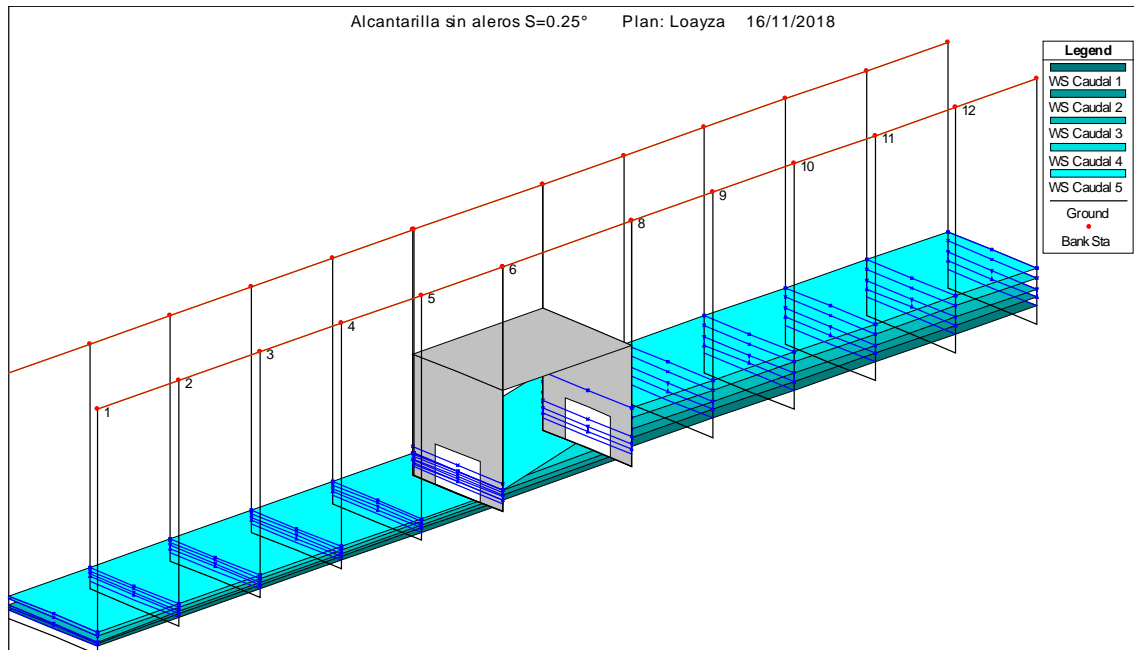 Alcantarilla sin aleros S=0.25° Plan: Loayza 16/11/2018
Legend
WS Caudal 1
WS Caudal 2
WS Caudal 3
WS Caudal 4
WS Caudal 5
Ground
Bank Sta
12
11
10
9
8
6
5
4
3
2
1